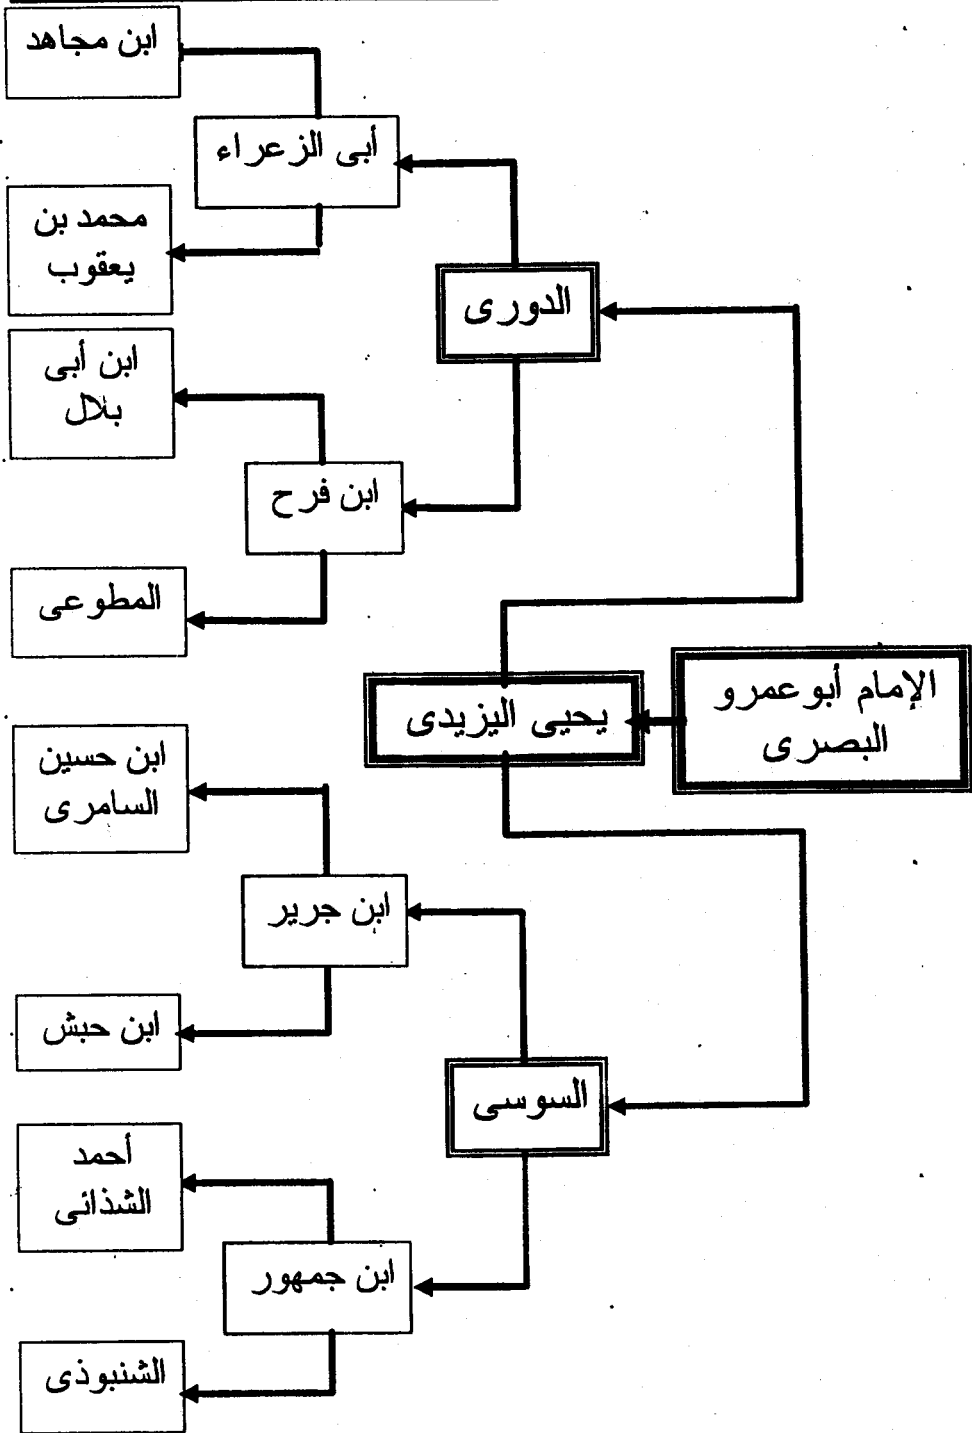 ابن مجاهد
أبى الزعراء
محمد بن
يعقوب
الدورى
ابن أبى
بلال
ابن فرح
المطوعى
الإمام أبوعمرو
البصرى
يحيى اليزيدى
ابن حسين
السامرى
ابن جرير
ابن حبش
السوسى
أحمد
الشذائى
ابن جمهور
الشنبوذى